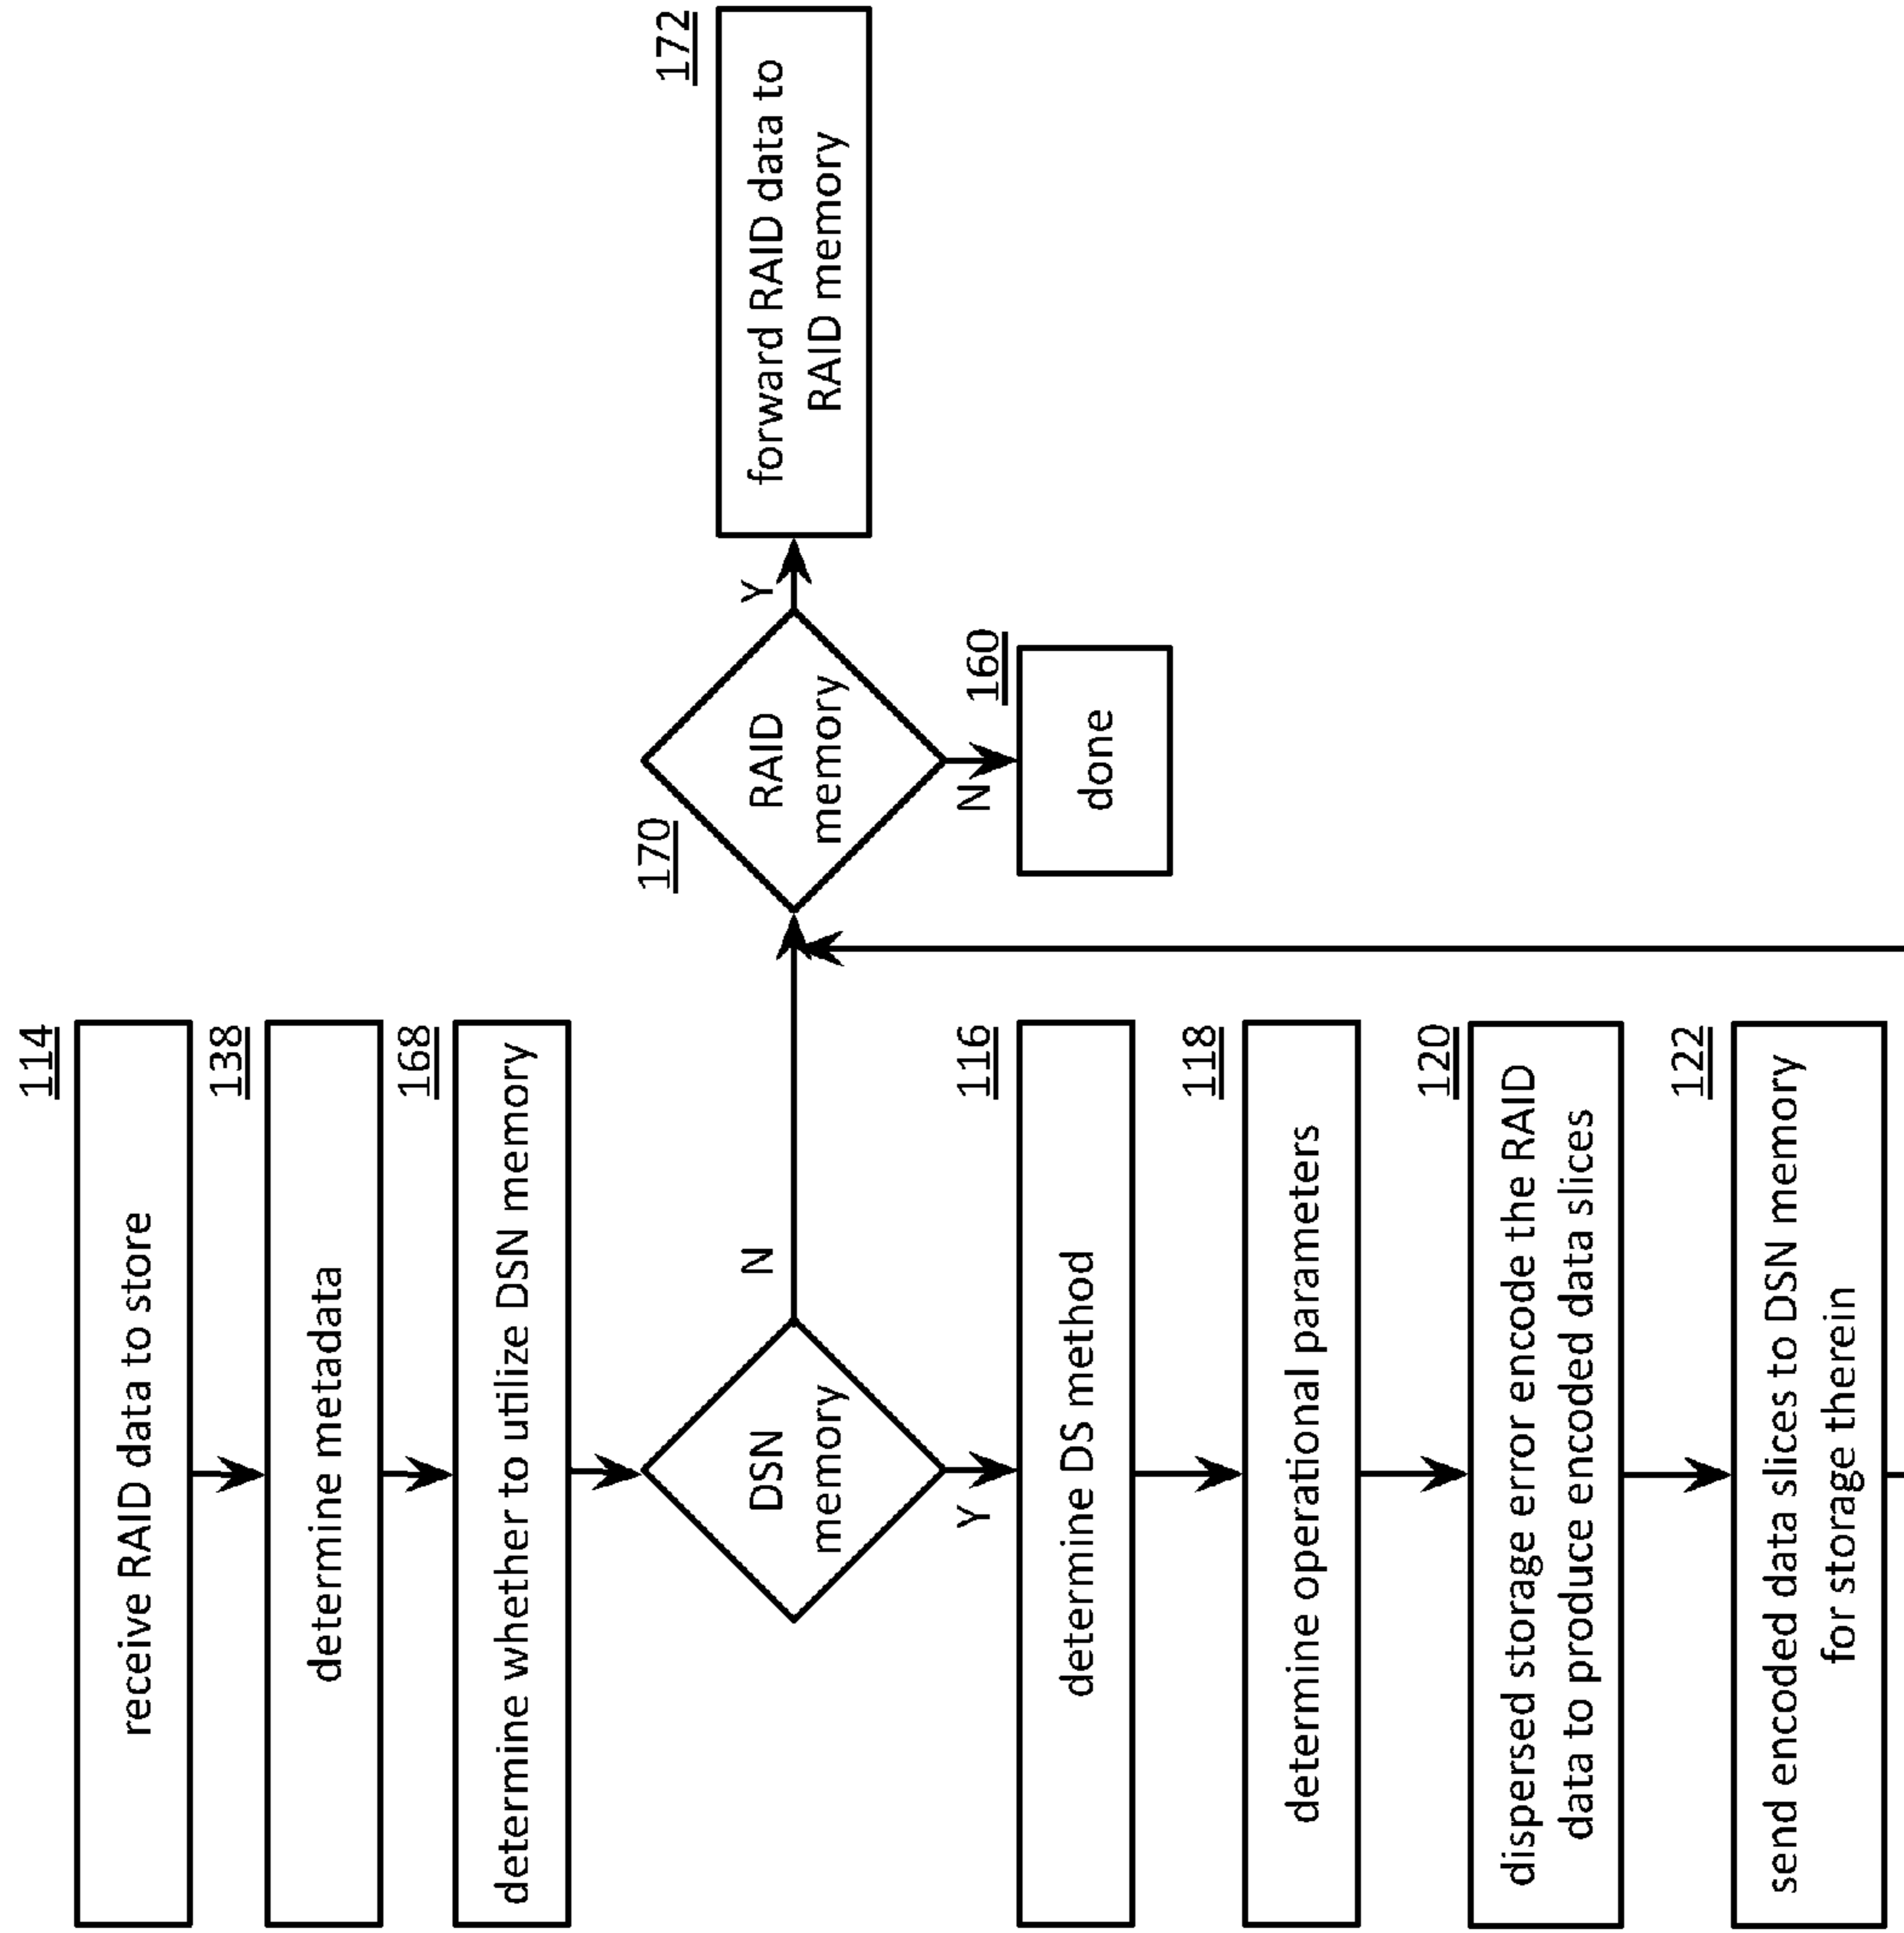 114
receive RAID data to store
138
determine metadata
168
determine whether to utilize DSN memory
DSN
memory
N
Y
170
RAID
memory
Y
172
forward RAID data to
RAID memory
N
160
done
116
determine DS method
118
determine operational parameters
120
dispersed storage error encode the RAID
data to produce encoded data slices
122
send encoded data slices to DSN memory
for storage therein